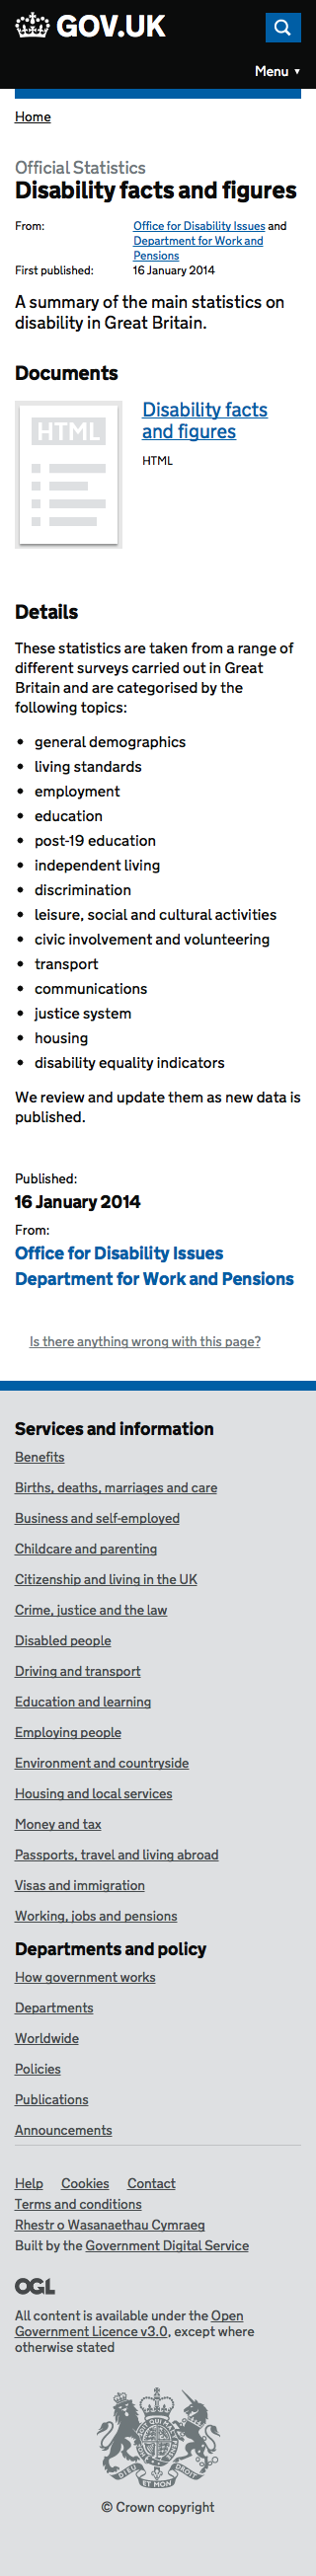 GOV.UK
Menu ▼
Home
Official Statistics
Disability facts and figures
From: Office for Disability Issues and
Department for Work and
Pensions
First published: 16 January 2014
A summary of the main statistics on
disability in Great Britain.
Documents
HTML
Disability facts
and figures
HTML
Details
These statistics are taken from a range of
different surveys carried out in Great
Britain and are categorised by the
following topics:
• general demographics
• living standards
• employment
• education
• post-19 education
• independent living
• discrimination
• leisure, social and cultural activities
• civic involvement and volunteering
• transport
• communications
• justice system
• housing
• disability equality indicators
We review and update them as new data is
published.
Published:
16 January 2014
From:
Office for Disability Issues
Department for Work and Pensions
Is there anything wrong with this page?
Services and information
Benefits
Births, deaths, marriages and care
Business and self-employed
Childcare and parenting
Citizenship and living in the UK
Crime, justice and the law
Disabled people
Driving and transport
Education and learning
Employing people
Environment and countryside
Housing and local services
Money and tax
Passports, travel and living abroad
Visas and immigration
Working, jobs and pensions
Departments and policy
How government works
Departments
Worldwide
Policies
Publications
Announcements
Help Cookies Contact
Terms and conditions
Rhestr o Wasanaethau Cymraeg
Built by the Government Digital Service
OGL
All content is available under the Open
Government Licence v3.0, except where
otherwise stated
DIEU ET MON DROIT
© Crown copyright